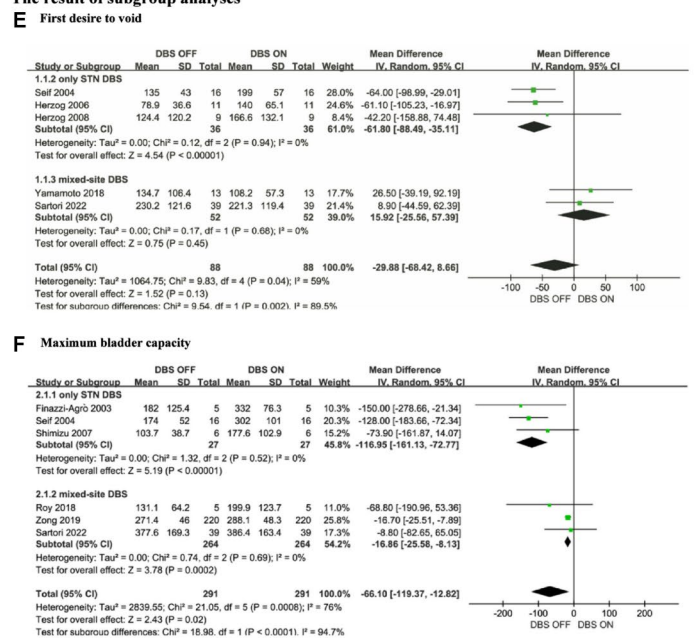 The result of subgroup analyses
E First desire to void
DBS OFF DBS ON Mean Difference Mean Difference
Study or Subgroup Mean SD Total Mean SD Total Weight IV, Random, 95% CI IV, Random, 95% CI
1.1.2 only STN DBS
Seif 2004 135 43 16 199 57 16 28.0% -64.00 [-98.99, -29.01]
Herzog 2006 78.9 36.6 11 140 65.1 11 24.6% -61.10 [-105.23, -16.97]
Herzog 2008 124.4 120.2 9 166.6 132.1 9 8.4% -42.20 [-158.88, 74.48]
Subtotal (95% CI) 36 36 61.0% -61.80 [-88.49, -35.11]
Heterogeneity: Tau² = 0.00; Chi² = 0.12, df = 2 (P = 0.94); I² = 0%
Test for overall effect: Z = 4.54 (P < 0.00001)
1.1.3 mixed-site DBS
Yamamoto 2018 134.7 106.4 13 108.2 57.3 13 17.7% 26.50 [-39.19, 92.19]
Sartori 2022 230.2 121.6 39 221.3 119.4 39 21.4% 8.90 [-44.59, 62.39]
Subtotal (95% CI) 52 52 39.0% 15.92 [-25.56, 57.39]
Heterogeneity: Tau² = 0.00; Chi² = 0.17, df = 1 (P = 0.68); I² = 0%
Test for overall effect: Z = 0.75 (P = 0.45)
Total (95% CI) 88 88 100.0% -29.88 [-68.42, 8.66]
Heterogeneity: Tau² = 1064.75; Chi² = 9.83, df = 4 (P = 0.04); I² = 59%
Test for overall effect: Z = 1.52 (P = 0.13)
Test for subgroup differences: Chi² = 9.54, df = 1 (P = 0.002), I² = 89.5%
-100 -50 0 50 100
DBS OFF DBS ON
F Maximum bladder capacity
DBS OFF DBS ON Mean Difference Mean Difference
Study or Subgroup Mean SD Total Mean SD Total Weight IV, Random, 95% CI IV, Random, 95% CI
2.1.1 only STN DBS
Finazzi-Agrò 2003 182 125.4 5 332 76.3 5 10.3% -150.00 [-278.66, -21.34]
Seif 2004 174 52 16 302 101 16 25.1% -128.00 [-183.66, -72.34]
Shimizu 2007 103.7 38.7 6 177.6 102.9 6 15.2% -73.90 [-161.87, 14.07]
Subtotal (95% CI) 27 27 45.8% -116.95 [-161.13, -72.77]
Heterogeneity: Tau² = 0.00; Chi² = 1.32, df = 2 (P = 0.52); I² = 0%
Test for overall effect: Z = 5.19 (P < 0.00001)
2.1.2 mixed-site DBS
Roy 2018 131.1 64.2 5 199.9 123.7 5 11.0% -68.80 [-190.96, 53.36]
Zong 2019 271.4 46 220 288.1 48.3 220 25.8% -16.70 [-25.51, -7.89]
Sartori 2022 377.6 169.3 39 386.4 163.4 39 17.3% -8.80 [-82.65, 65.05]
Subtotal (95% CI) 264 264 54.2% -16.86 [-25.58, -8.13]
Heterogeneity: Tau² = 0.00; Chi² = 0.74, df = 2 (P = 0.69); I² = 0%
Test for overall effect: Z = 3.78 (P = 0.0002)
Total (95% CI) 291 291 100.0% -66.10 [-119.37, -12.82]
Heterogeneity: Tau² = 2839.55; Chi² = 21.05, df = 5 (P = 0.0008); I² = 76%
Test for overall effect: Z = 2.43 (P = 0.02)
Test for subgroup differences: Chi² = 18.98, df = 1 (P < 0.0001), I² = 94.7%
-200 -100 0 100 200
DBS OFF DBS ON